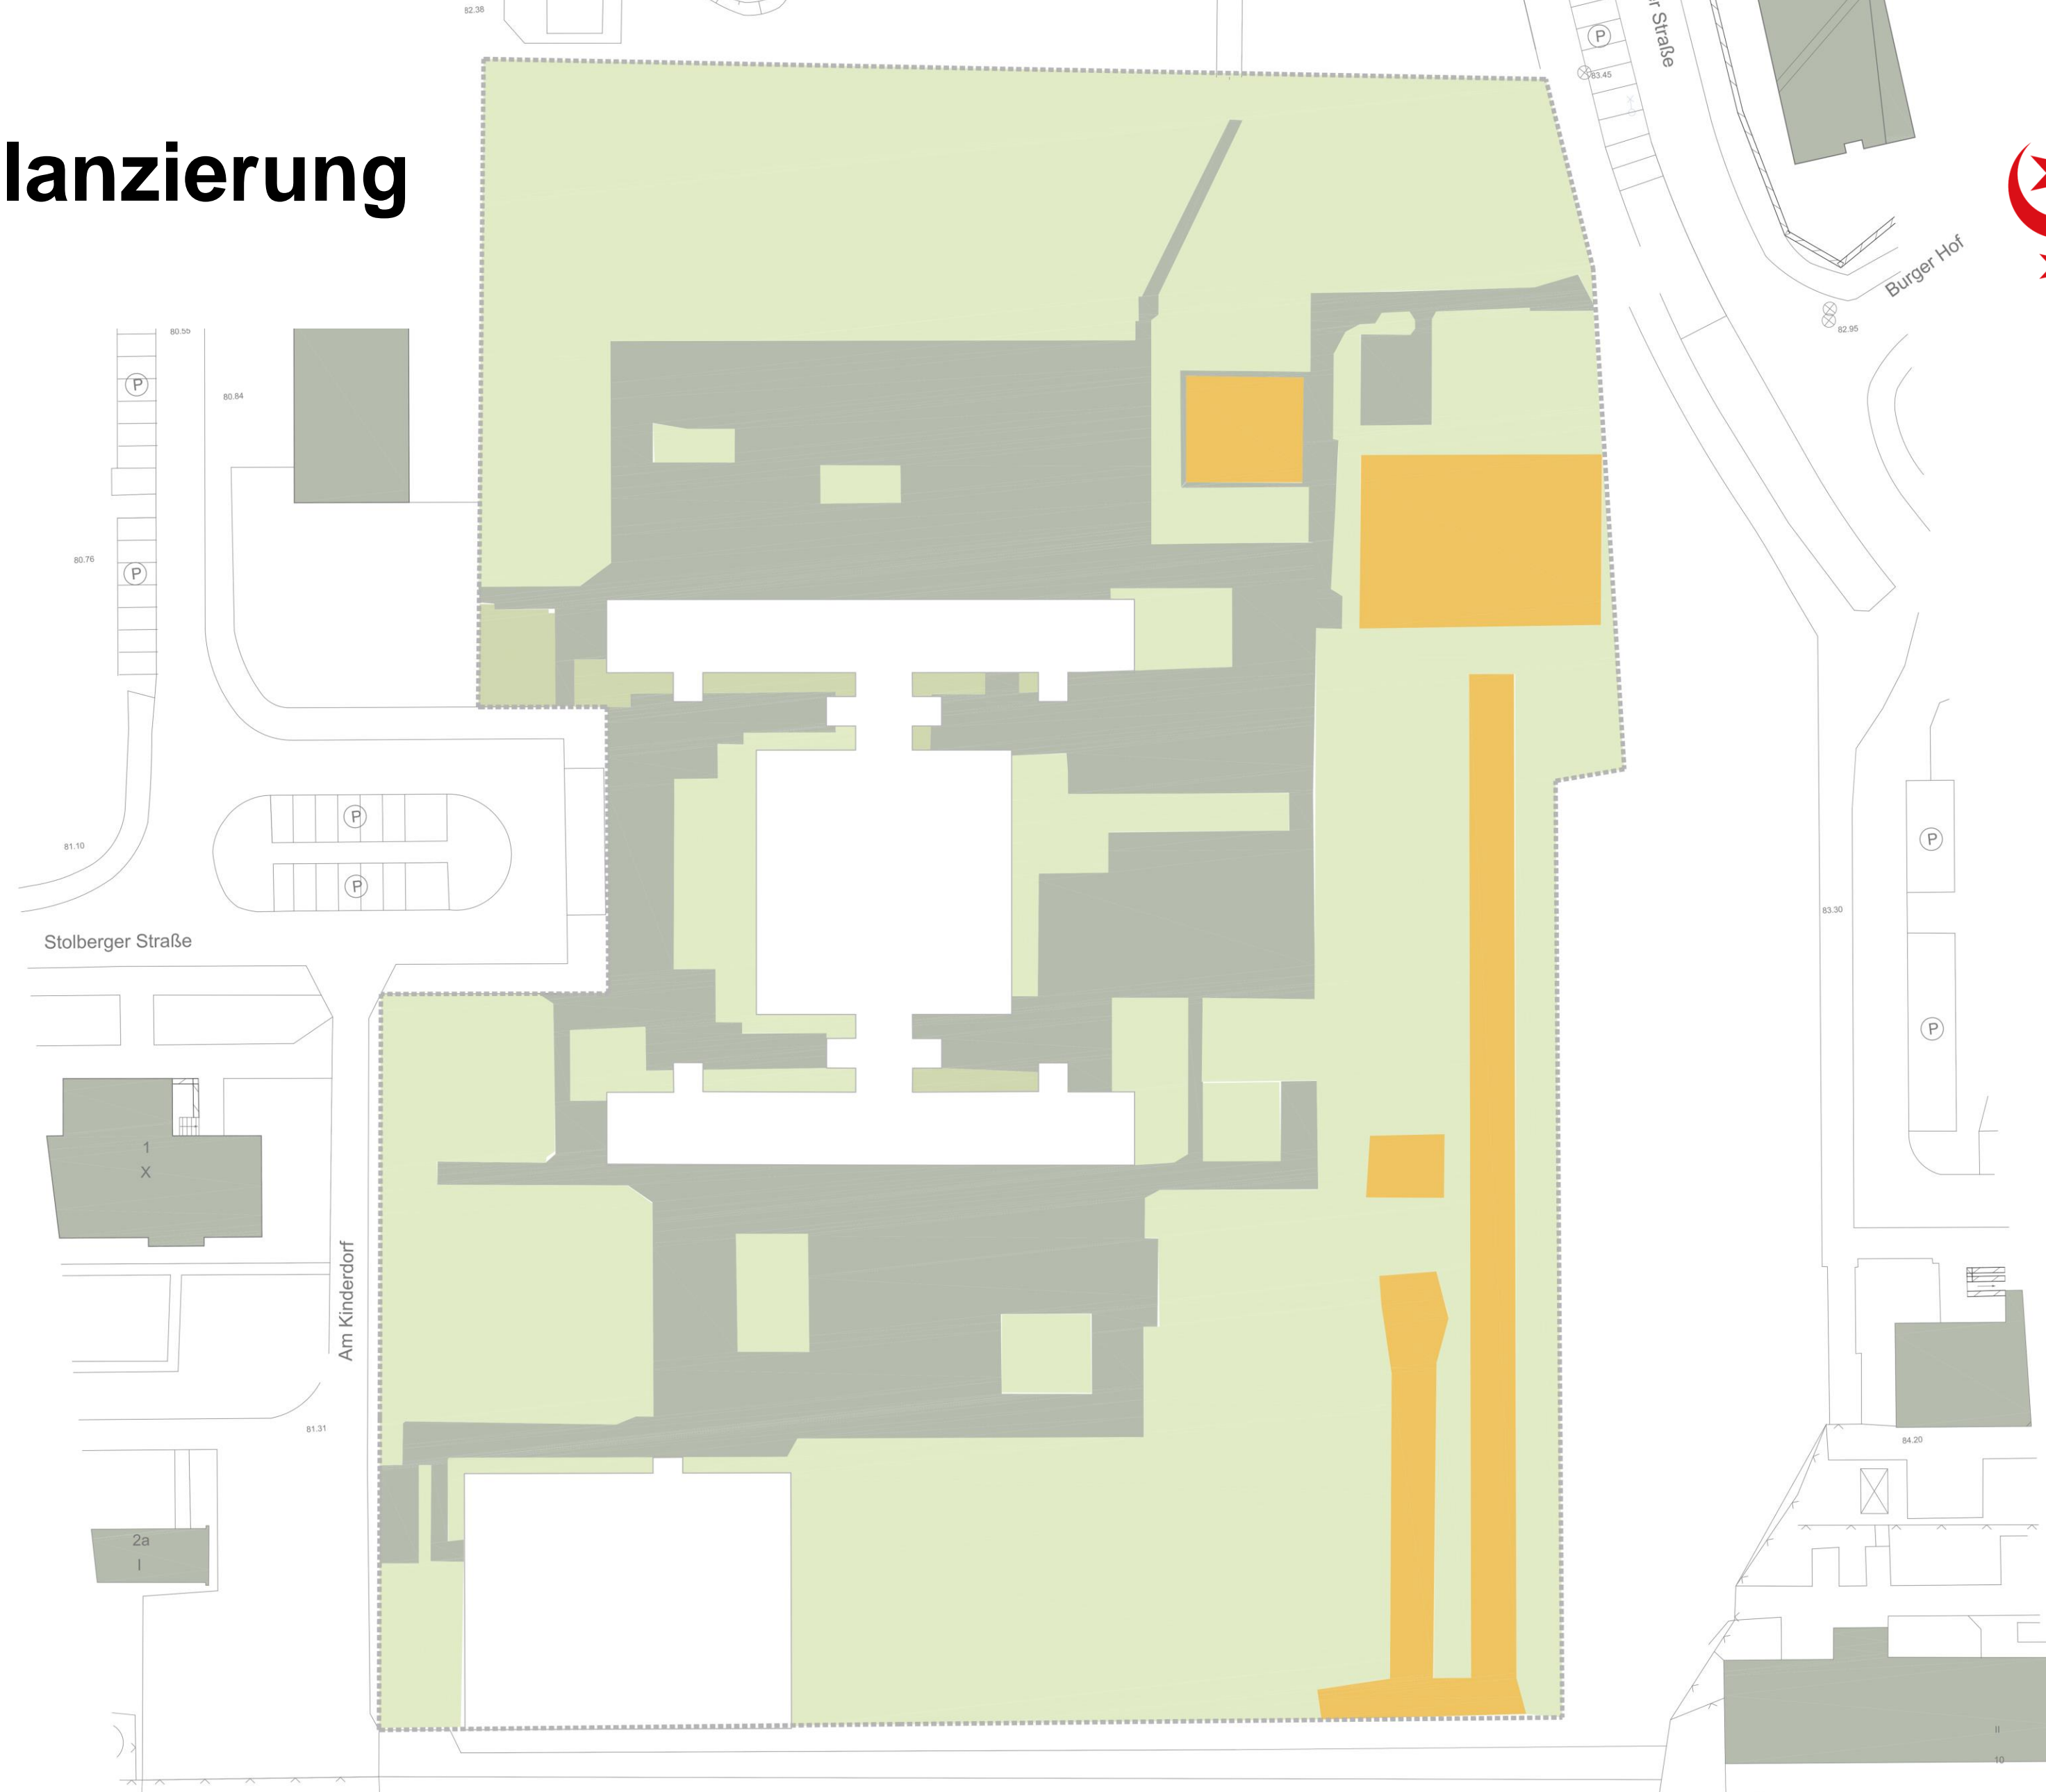 82.38
r Straße
P
83.45
lanzierung
Burger Hof
82.95
80.55
P
80.84
80.76
P
P
81.10
P
P
83.30
Stolberger Straße
P
1
X
Am Kinderdorf
81.31
84.20
2a
I
II
10